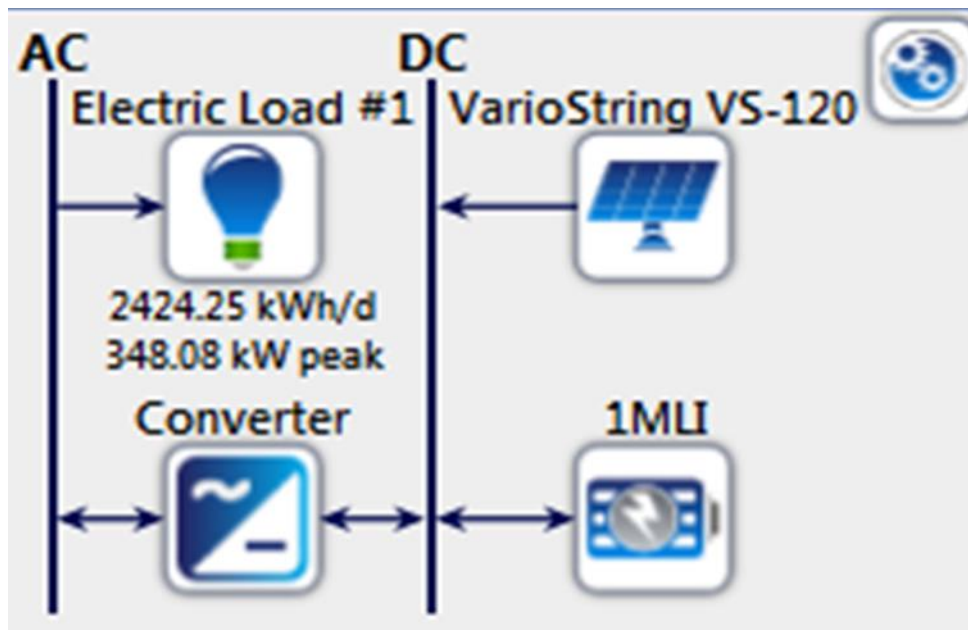 AC
DC
Electric Load #1
VarioString VS-120
2424.25 kWh/d
348.08 kW peak
Converter
1MLI